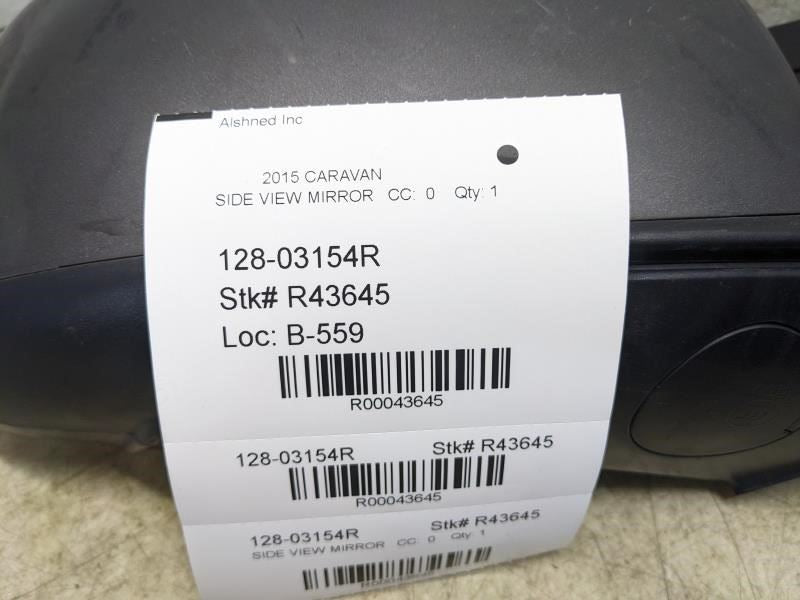 Alshned Inc
2015 CARAVAN
SIDE VIEW MIRROR CC: 0 Qty: 1
128-03154R
Stk# R43645
Loc: B-559
R00043645
128-03154R Stk# R43645
R00043645
128-03154R Stk# R43645
SIDE VIEW MIRROR CC: 0 Qty: 1